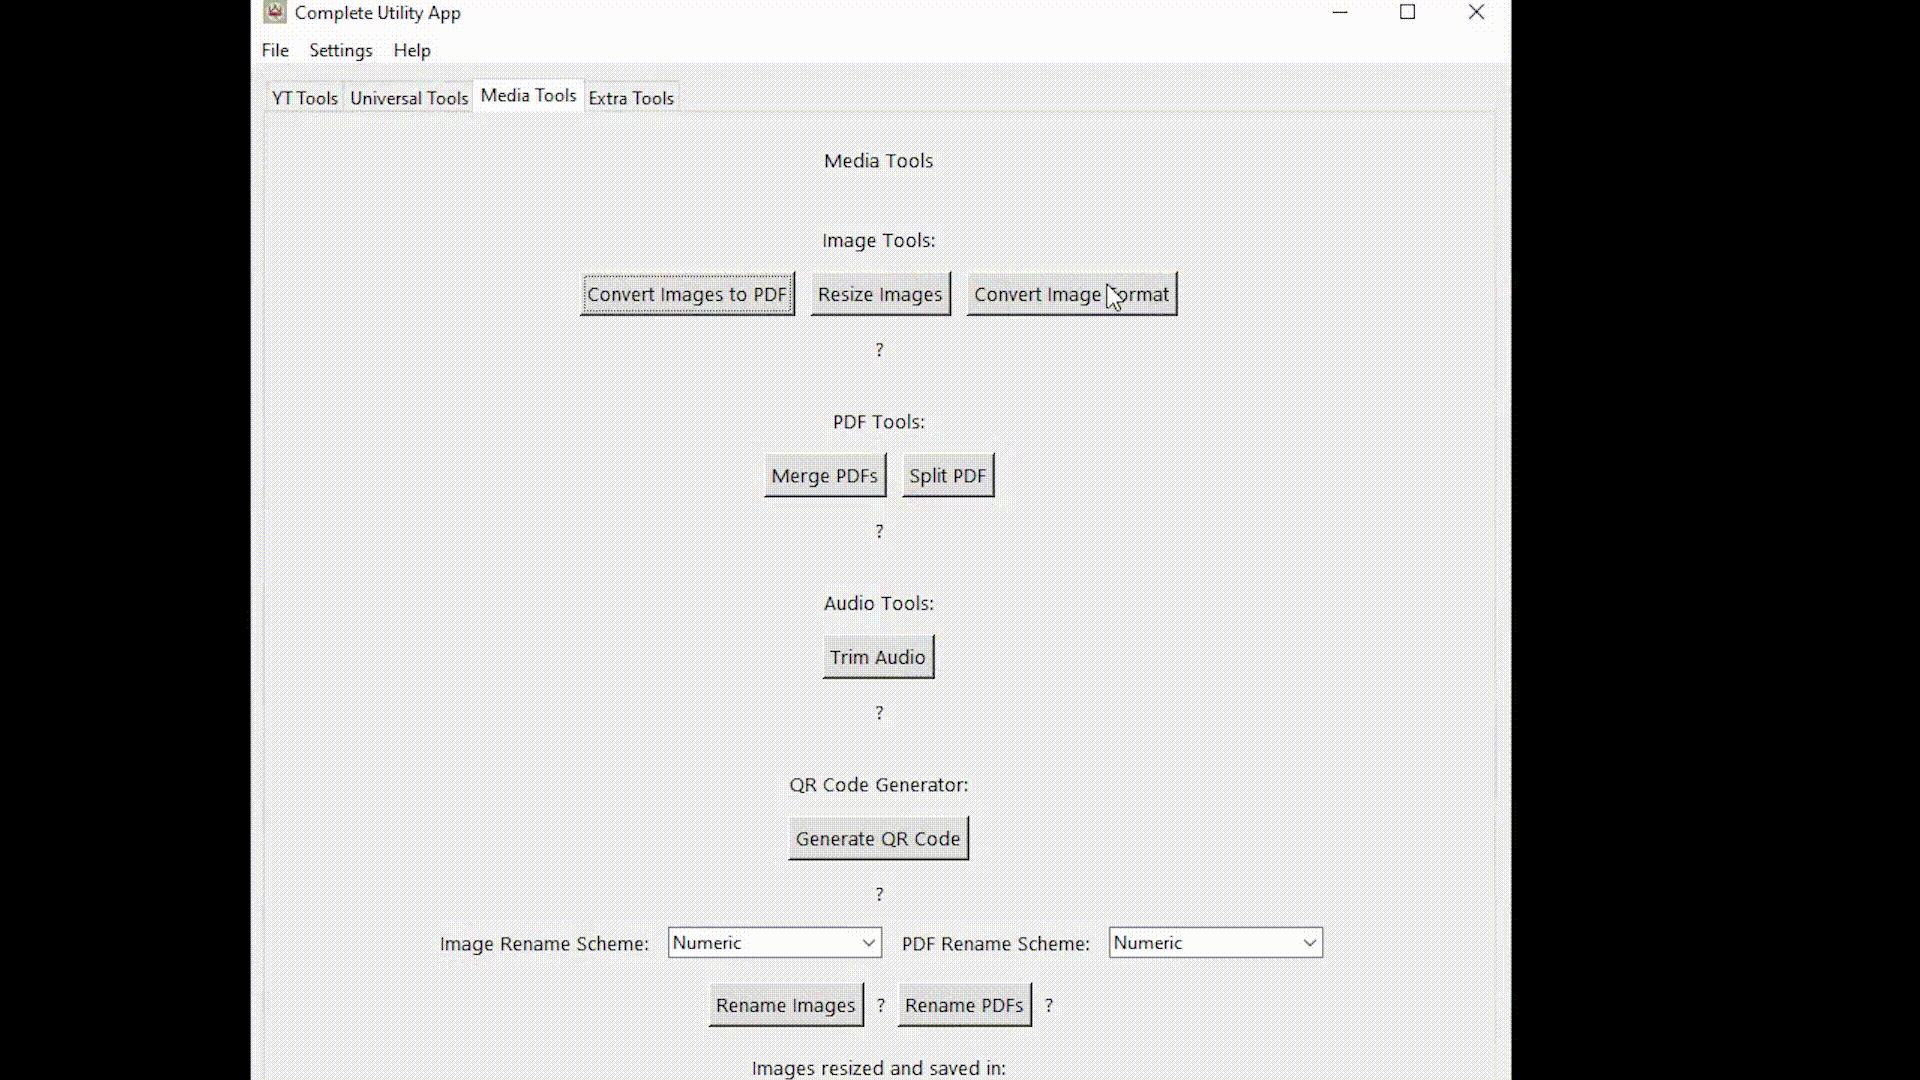 Complete Utility App
File Settings Help
YT Tools Universal Tools Media Tools Extra Tools
Media Tools
Image Tools:
Convert Images to PDF Resize Images Convert Image Format
?
PDF Tools:
Merge PDFs Split PDF
?
Audio Tools:
Trim Audio
?
QR Code Generator:
Generate QR Code
?
Image Rename Scheme: Numeric PDF Rename Scheme: Numeric
Rename Images ? Rename PDFs ?
Images resized and saved in: